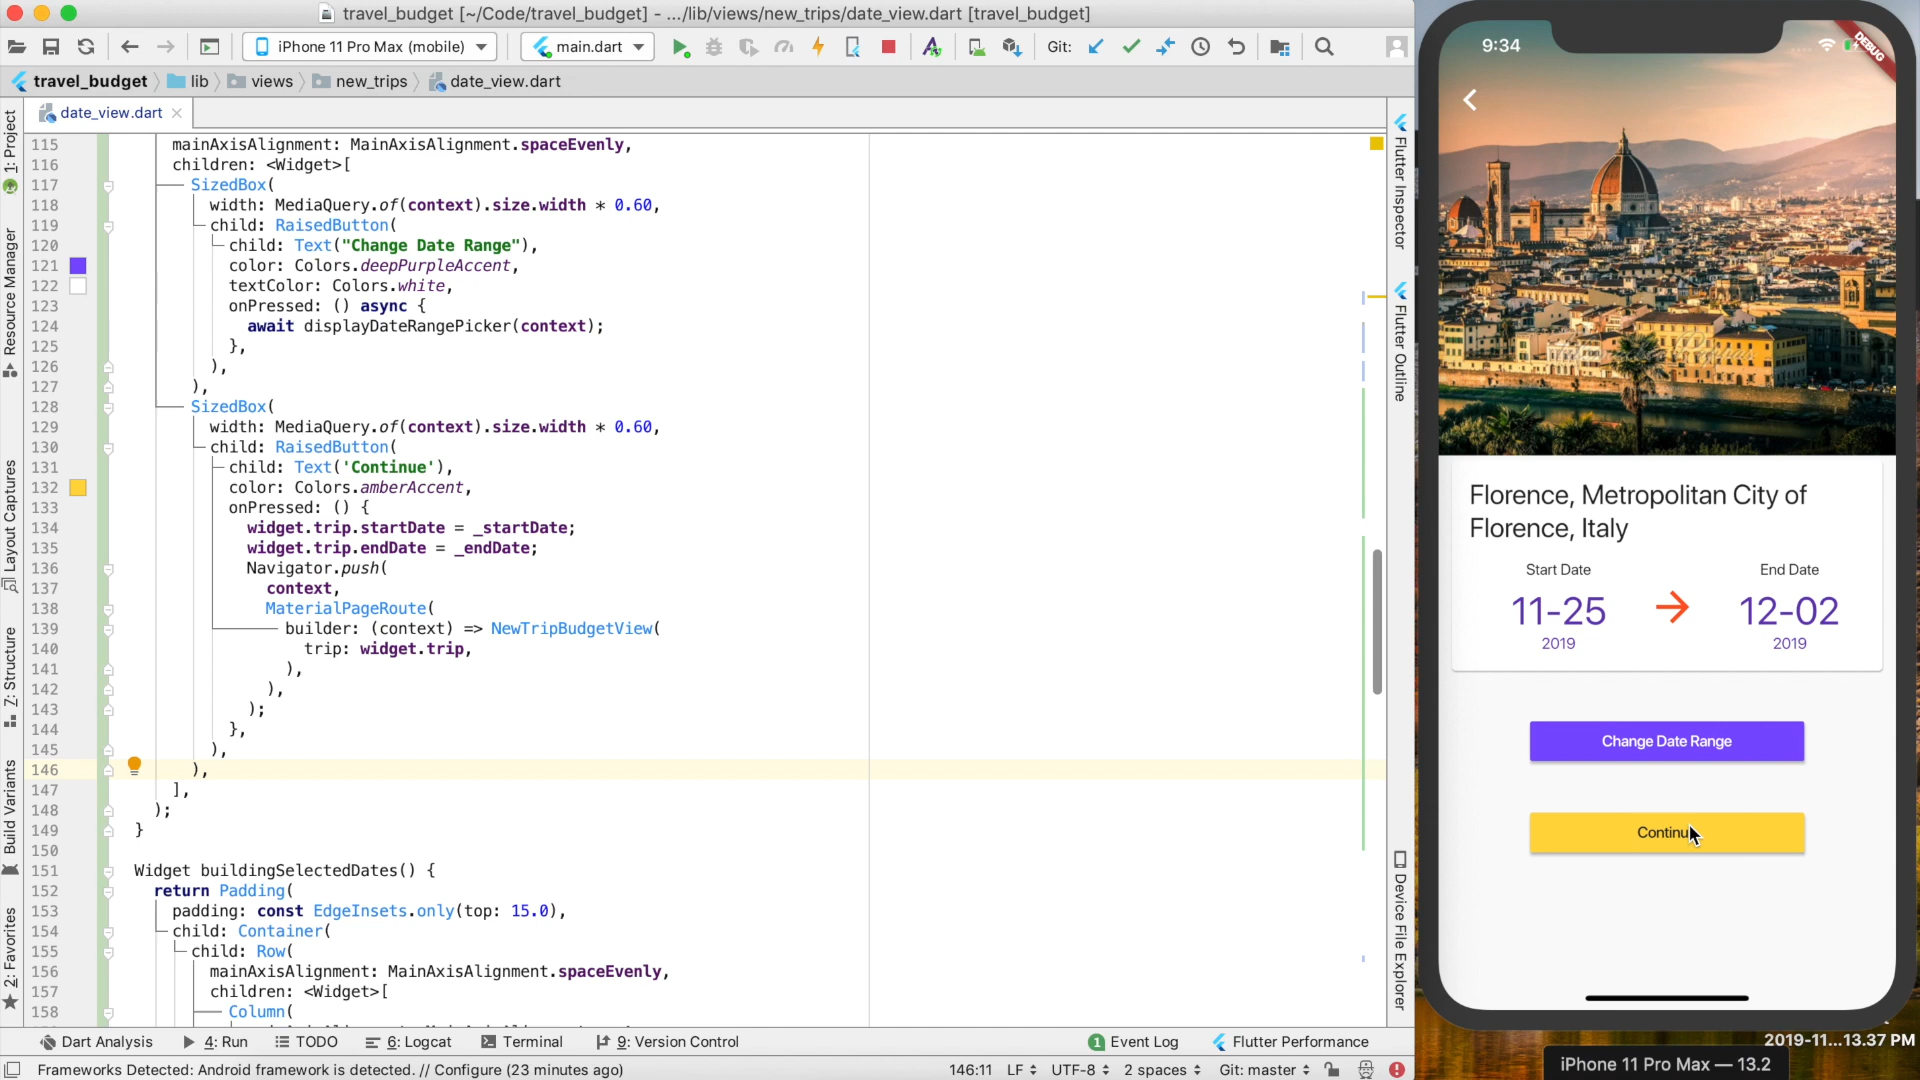 travel_budget [~/Code/travel_budget] - .../lib/views/new_trips/date_view.dart [travel_budget]
iPhone 11 Pro Max (mobile)
main.dart
Git:
travel_budget
lib
views
new_trips
date_view.dart
date_view.dart
1: Project
Resource Manager
Layout Captures
Z: Structure
Build Variants
2: Favorites
115 mainAxisAlignment: MainAxisAlignment.spaceEvenly,
116 children: <Widget>[
117 SizedBox(
118 width: MediaQuery.of(context).size.width * 0.60,
119 child: RaisedButton(
120 child: Text("Change Date Range"),
121 color: Colors.deepPurpleAccent,
122 textColor: Colors.white,
123 onPressed: () async {
124 await displayDateRangePicker(context);
125 },
126 ),
127 ),
128 SizedBox(
129 width: MediaQuery.of(context).size.width * 0.60,
130 child: RaisedButton(
131 child: Text('Continue'),
132 color: Colors.amberAccent,
133 onPressed: () {
134 widget.trip.startDate = _startDate;
135 widget.trip.endDate = _endDate;
136 Navigator.push(
137 context,
138 MaterialPageRoute(
139 builder: (context) => NewTripBudgetView(
140 trip: widget.trip,
141 ),
142 ),
143 );
144 },
145 ),
146 ),
147 ],
148 );
149 }
150
151 Widget buildingSelectedDates() {
152 return Padding(
153 padding: const EdgeInsets.only(top: 15.0),
154 child: Container(
155 child: Row(
156 mainAxisAlignment: MainAxisAlignment.spaceEvenly,
157 children: <Widget>[
158 Column(
Flutter Inspector
Flutter Outline
Device File Explorer
Dart Analysis
4: Run
TODO
6: Logcat
Terminal
9: Version Control
1 Event Log
Flutter Performance
Frameworks Detected: Android framework is detected. // Configure (23 minutes ago)
146:11
LF
UTF-8
2 spaces
Git: master
9:34
DEBUG
Florence, Metropolitan City of
Florence, Italy
Start Date
End Date
11-25
12-02
2019
2019
Change Date Range
2019-11...13.37 PM
iPhone 11 Pro Max — 13.2